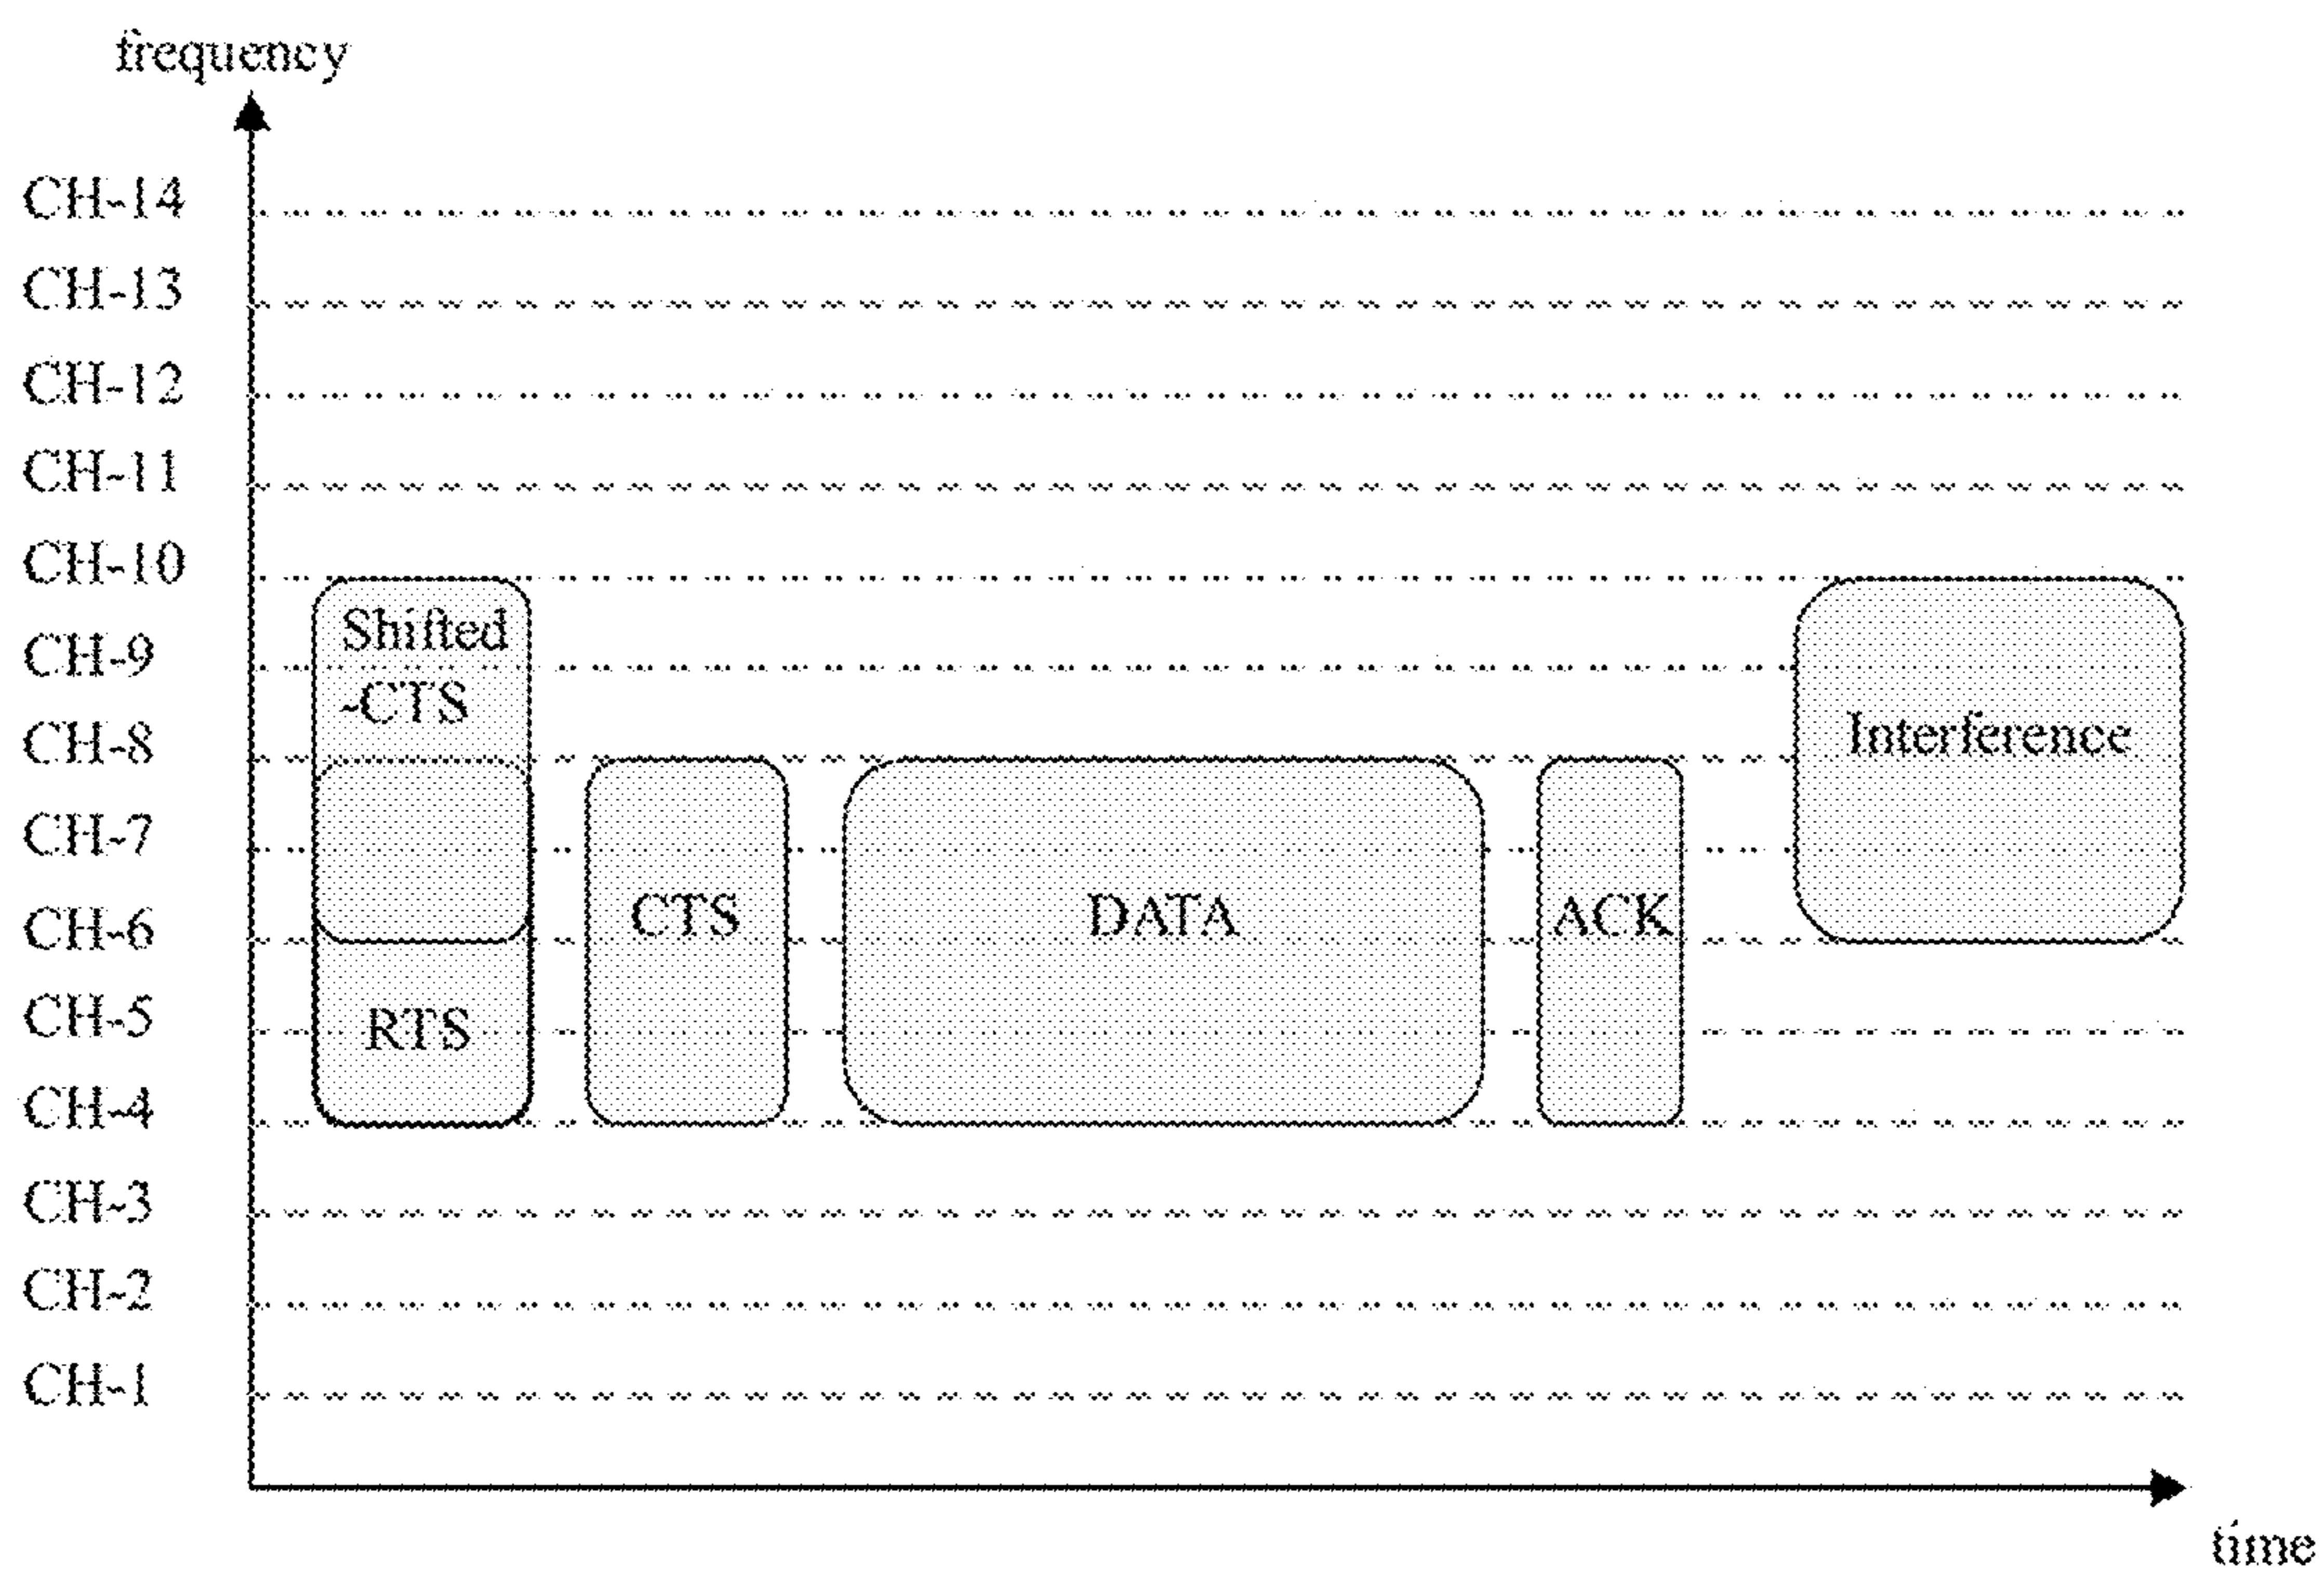 frequency
CH-14
CH-13
CH-12
CH-11
CH-10
CH-9
CH-8
CH-7
CH-6
CH-5
CH-4
CH-3
CH-2
CH-1
Shifted
-CTS
RTS
CTS
DATA
ACK
Interference
time